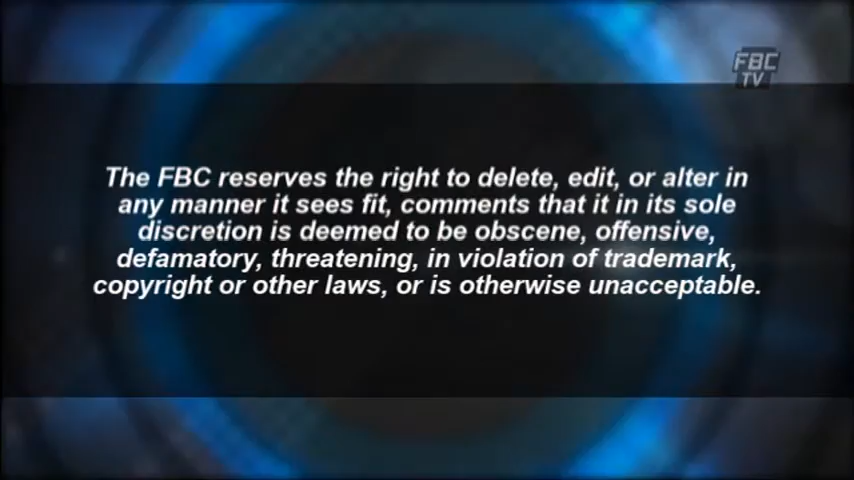 FBC
TV
The FBC reserves the right to delete, edit, or alter in
any manner it sees fit, comments that it in its sole
discretion is deemed to be obscene, offensive,
defamatory, threatening, in violation of trademark,
copyright or other laws, or is otherwise unacceptable.